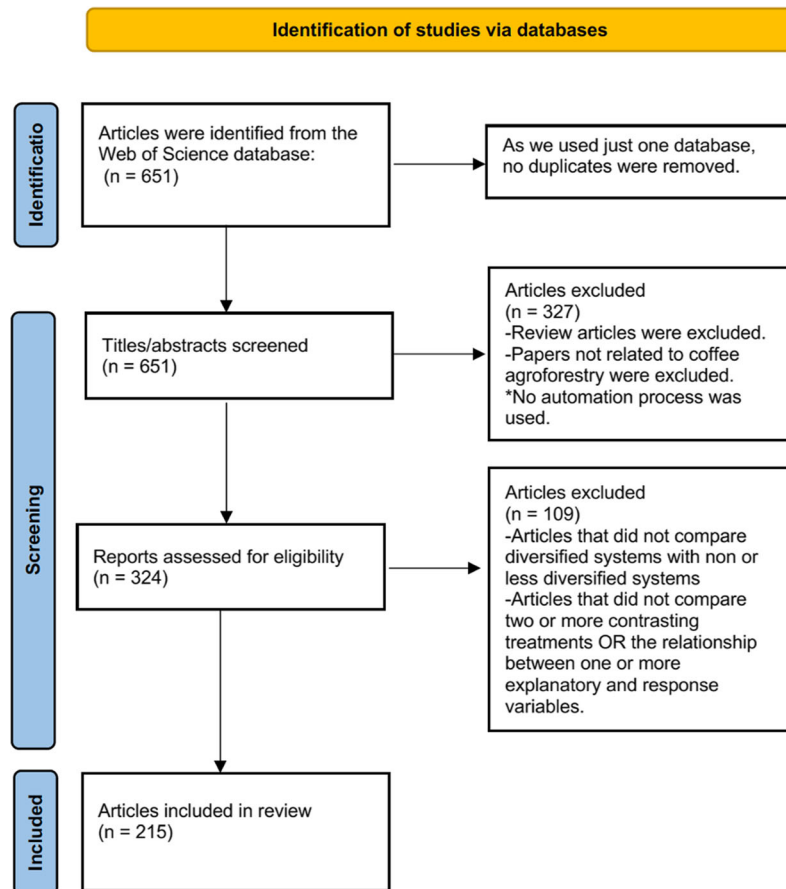 Identification of studies via databases
Identificatio
Articles were identified from the
Web of Science database:
(n = 651)
As we used just one database,
no duplicates were removed.
Screening
Titles/abstracts screened
(n = 651)
Articles excluded
(n = 327)
-Review articles were excluded.
-Papers not related to coffee
agroforestry were excluded.
*No automation process was
used.
Reports assessed for eligibility
(n = 324)
Articles excluded
(n = 109)
-Articles that did not compare
diversified systems with non or
less diversified systems
-Articles that did not compare
two or more contrasting
treatments OR the relationship
between one or more
explanatory and response
variables.
Included
Articles included in review
(n = 215)